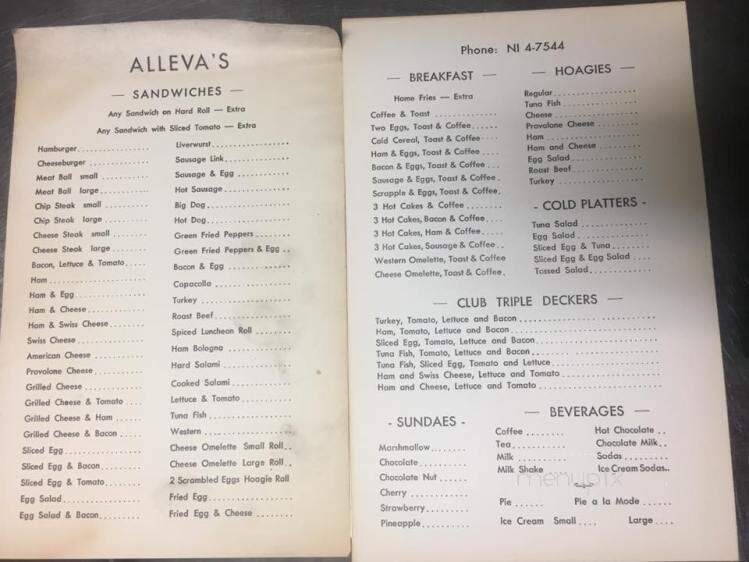 ALLEVA'S
— SANDWICHES —
Any Sandwich on Hard Roll — Extra
Any Sandwich with Sliced Tomato — Extra
Hamburger
Cheeseburger
Meat Ball small
Meat Ball large
Chip Steak small
Chip Steak large
Cheese Steak small
Cheese Steak large
Bacon, Lettuce & Tomato
Ham
Ham & Egg
Ham & Cheese
Ham & Swiss Cheese
Swiss Cheese
American Cheese
Provolone Cheese
Grilled Cheese
Grilled Cheese & Tomato
Grilled Cheese & Ham
Grilled Cheese & Bacon
Sliced Egg
Sliced Egg & Bacon
Sliced Egg & Tomato
Egg Salad
Egg Salad & Bacon
Liverwurst
Sausage Link
Sausage & Egg
Hot Sausage
Big Dog
Hot Dog
Green Fried Peppers
Green Fried Peppers & Egg
Bacon & Egg
Capacolla
Turkey
Roast Beef
Spiced Luncheon Roll
Ham Bologna
Hard Salami
Cooked Salami
Lettuce & Tomato
Tuna Fish
Western
Cheese Omelette Small Roll
Cheese Omelette Large Roll
2 Scrambled Eggs Hoagie Roll
Fried Egg
Fried Egg & Cheese
Phone: NI 4-7544
— BREAKFAST —
Home Fries — Extra
Coffee & Toast
Two Eggs, Toast & Coffee
Cold Cereal, Toast & Coffee
Ham & Eggs, Toast & Coffee
Bacon & Eggs, Toast & Coffee
Sausage & Eggs, Toast & Coffee
Scrapple & Eggs, Toast & Coffee
3 Hot Cakes & Coffee
3 Hot Cakes, Bacon & Coffee
3 Hot Cakes, Ham & Coffee
3 Hot Cakes, Sausage & Coffee
Western Omelette, Toast & Coffee
Cheese Omelette, Toast & Coffee
— HOAGIES —
Regular
Tuna Fish
Cheese
Provolone Cheese
Ham
Ham and Cheese
Egg Salad
Roast Beef
Turkey
- COLD PLATTERS -
Tuna Salad
Egg Salad
Sliced Egg & Tuna
Sliced Egg & Egg Salad
Tossed Salad
— CLUB TRIPLE DECKERS —
Turkey, Tomato, Lettuce and Bacon
Ham, Tomato, Lettuce and Bacon
Sliced Egg, Tomato, Lettuce and Bacon
Tuna Fish, Tomato, Lettuce and Bacon
Tuna Fish, Sliced Egg, Tomato and Lettuce
Ham and Swiss Cheese, Lettuce and Tomato
Ham and Cheese, Lettuce and Tomato
- SUNDAES -
Marshmallow
Chocolate
Chocolate Nut
Cherry
Strawberry
Pineapple
— BEVERAGES —
Coffee
Tea
Milk
Milk Shake
Hot Chocolate
Chocolate Milk
Sodas
Ice Cream Sodas
menupix
Pie
Pie a la Mode
Ice Cream Small
Large